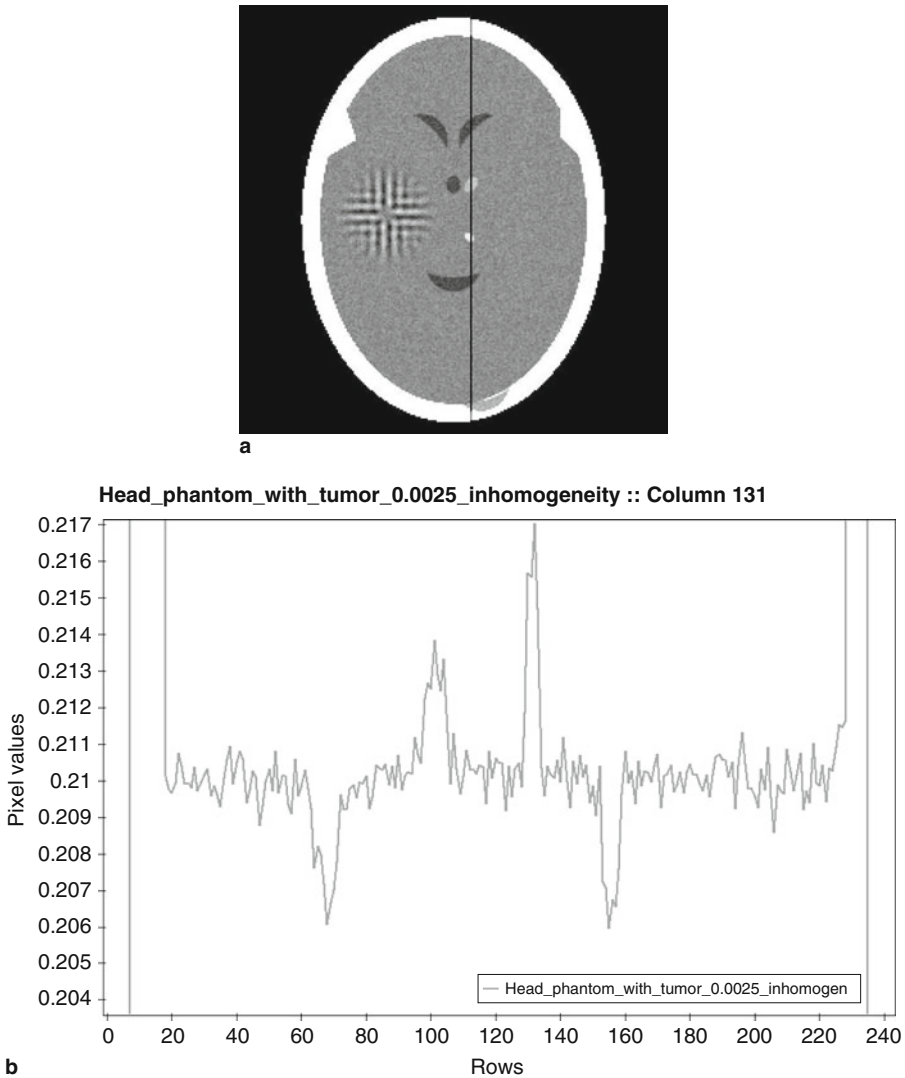 a
Head_phantom_with_tumor_0.0025_inhomogeneity :: Column 131
0.217
0.216
0.215
0.214
0.213
0.212
0.211
0.21
0.209
0.208
0.207
0.206
0.205
0.204
Pixel values
Head_phantom_with_tumor_0.0025_inhomogen
0 20 40 60 80 100 120 140 160 180 200 220 240
Rows
b